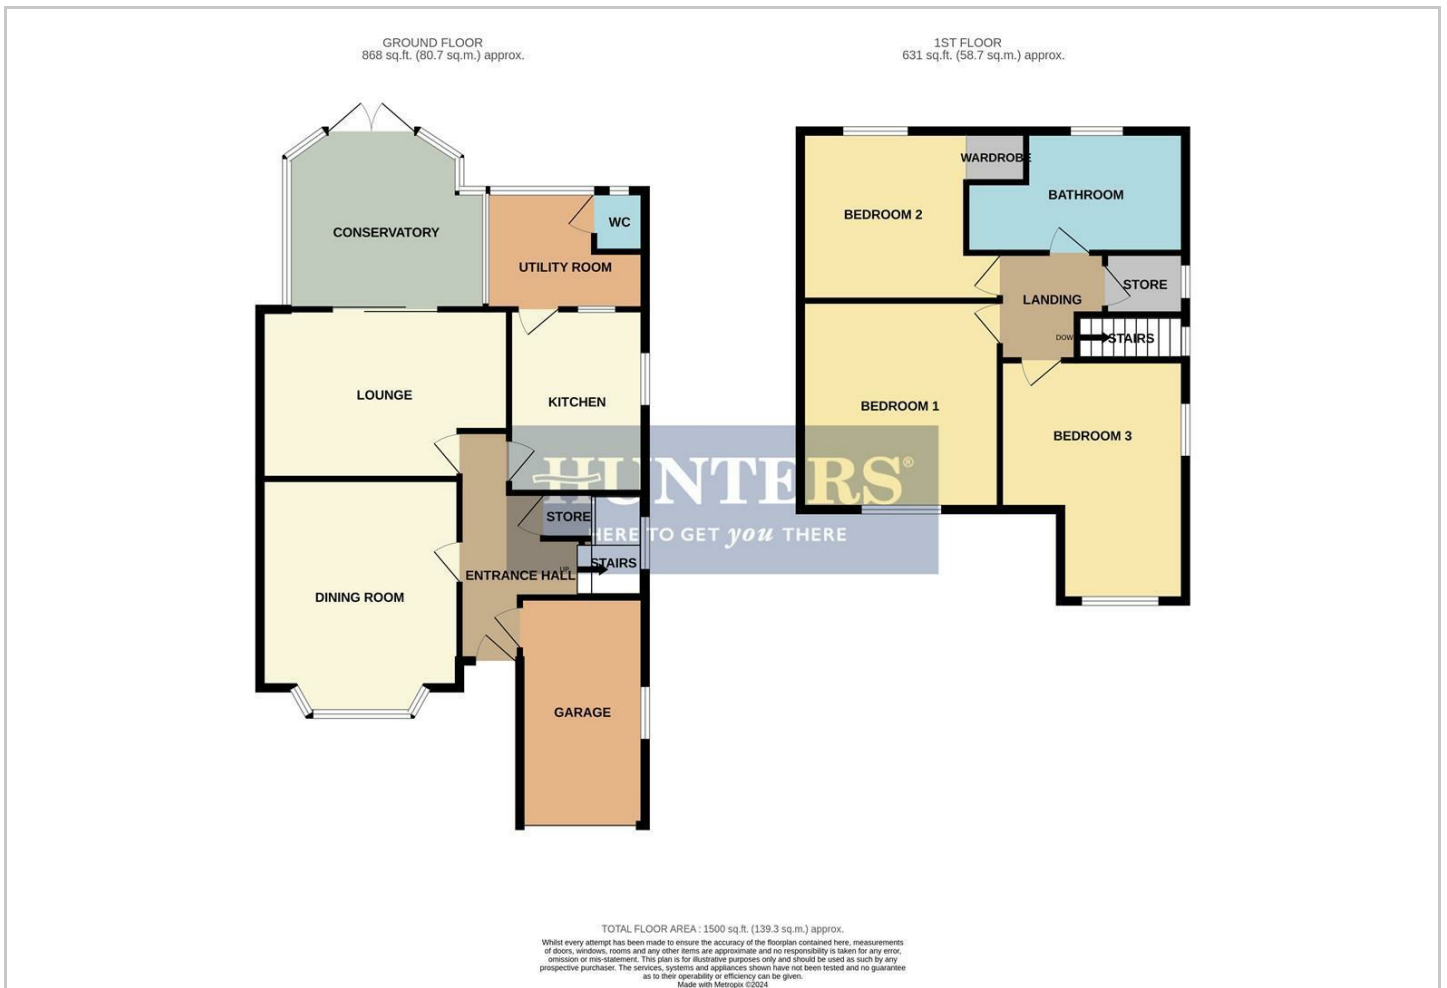 GROUND FLOOR
868 sq.ft. (80.7 sq.m.) approx.
1ST FLOOR
631 sq.ft. (58.7 sq.m.) approx.
CONSERVATORY
WC
UTILITY ROOM
LOUNGE
KITCHEN
STORE
UP
STAIRS
ENTRANCE HALL
DINING ROOM
GARAGE
WARDROBE
BATHROOM
BEDROOM 2
STORE
LANDING
DOW
STAIRS
BEDROOM 1
BEDROOM 3
HUNTERS®
HERE TO GET you THERE
TOTAL FLOOR AREA : 1500 sq.ft. (139.3 sq.m.) approx.
Whilst every attempt has been made to ensure the accuracy of the floorplan contained here, measurements
of doors, windows, rooms and any other items are approximate and no responsibility is taken for any error,
omission or mis-statement. This plan is for illustrative purposes only and should be used as such by any
prospective purchaser. The services, systems and appliances shown have not been tested and no guarantee
as to their operability or efficiency can be given.
Made with Metropix ©2024